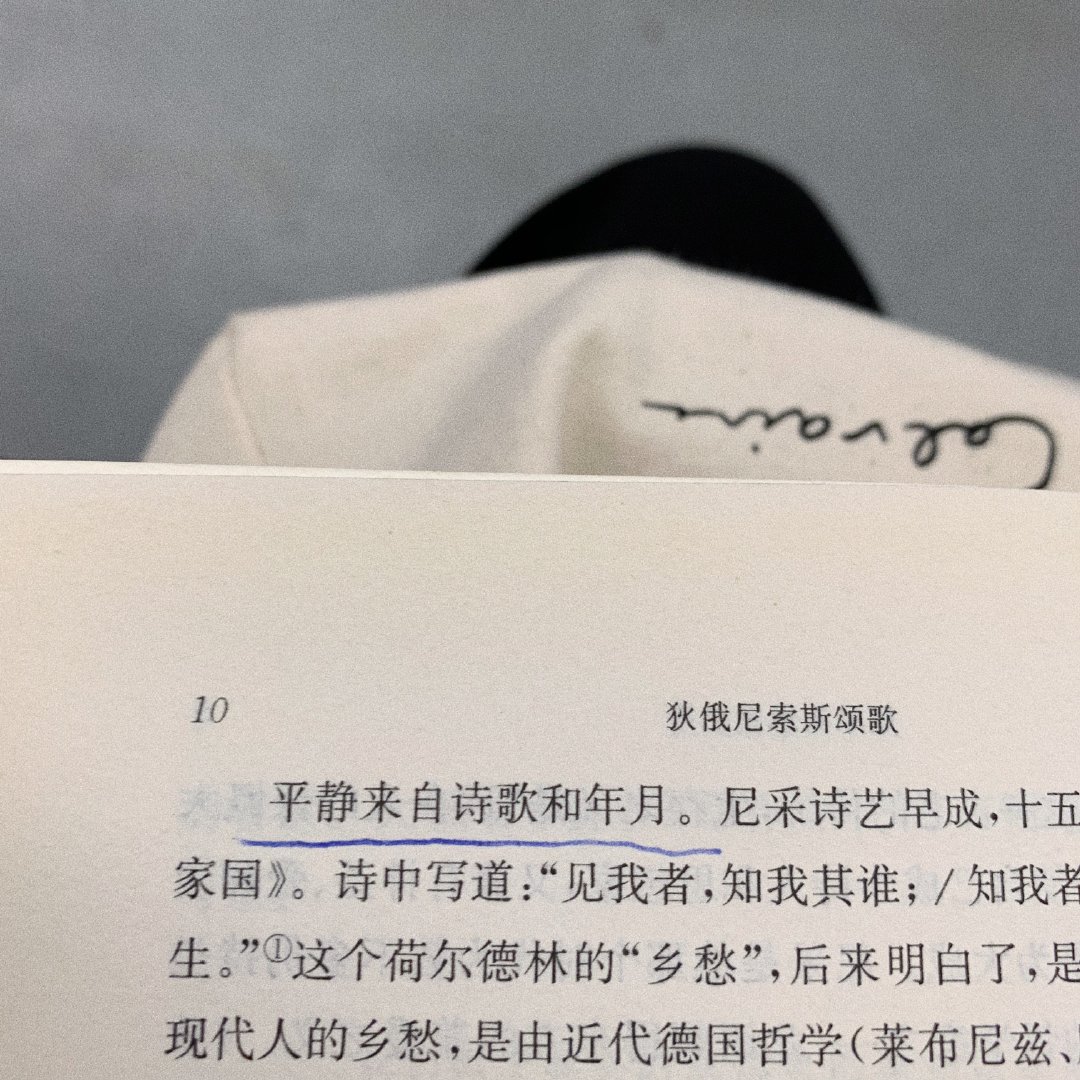 10
狄俄尼索斯颂歌
平静来自诗歌和年月。尼采诗艺早成，十五
家国》。诗中写道：“见我者，知我其谁；/ 知我者
生。”①这个荷尔德林的“乡愁”，后来明白了，是
现代人的乡愁，是由近代德国哲学（莱布尼兹、